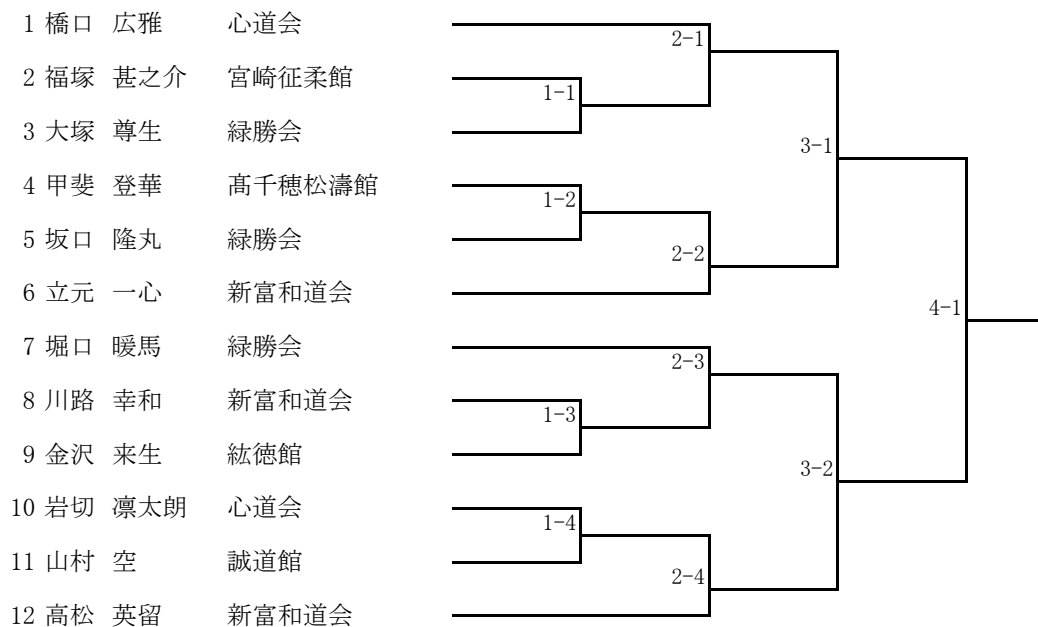 1 橋口 広雅 心道会
2-1
2 福塚 甚之介 宮崎征柔館
1-1
3 大塚 尊生 緑勝会
3-1
4 甲斐 登華 髙千穂松濤館
1-2
5 坂口 隆丸 緑勝会
2-2
6 立元 一心 新富和道会
4-1
7 堀口 暖馬 緑勝会
2-3
8 川路 幸和 新富和道会
1-3
9 金沢 来生 紘徳館
3-2
10 岩切 凛太朗 心道会
1-4
11 山村 空 誠道館
2-4
12 高松 英留 新富和道会